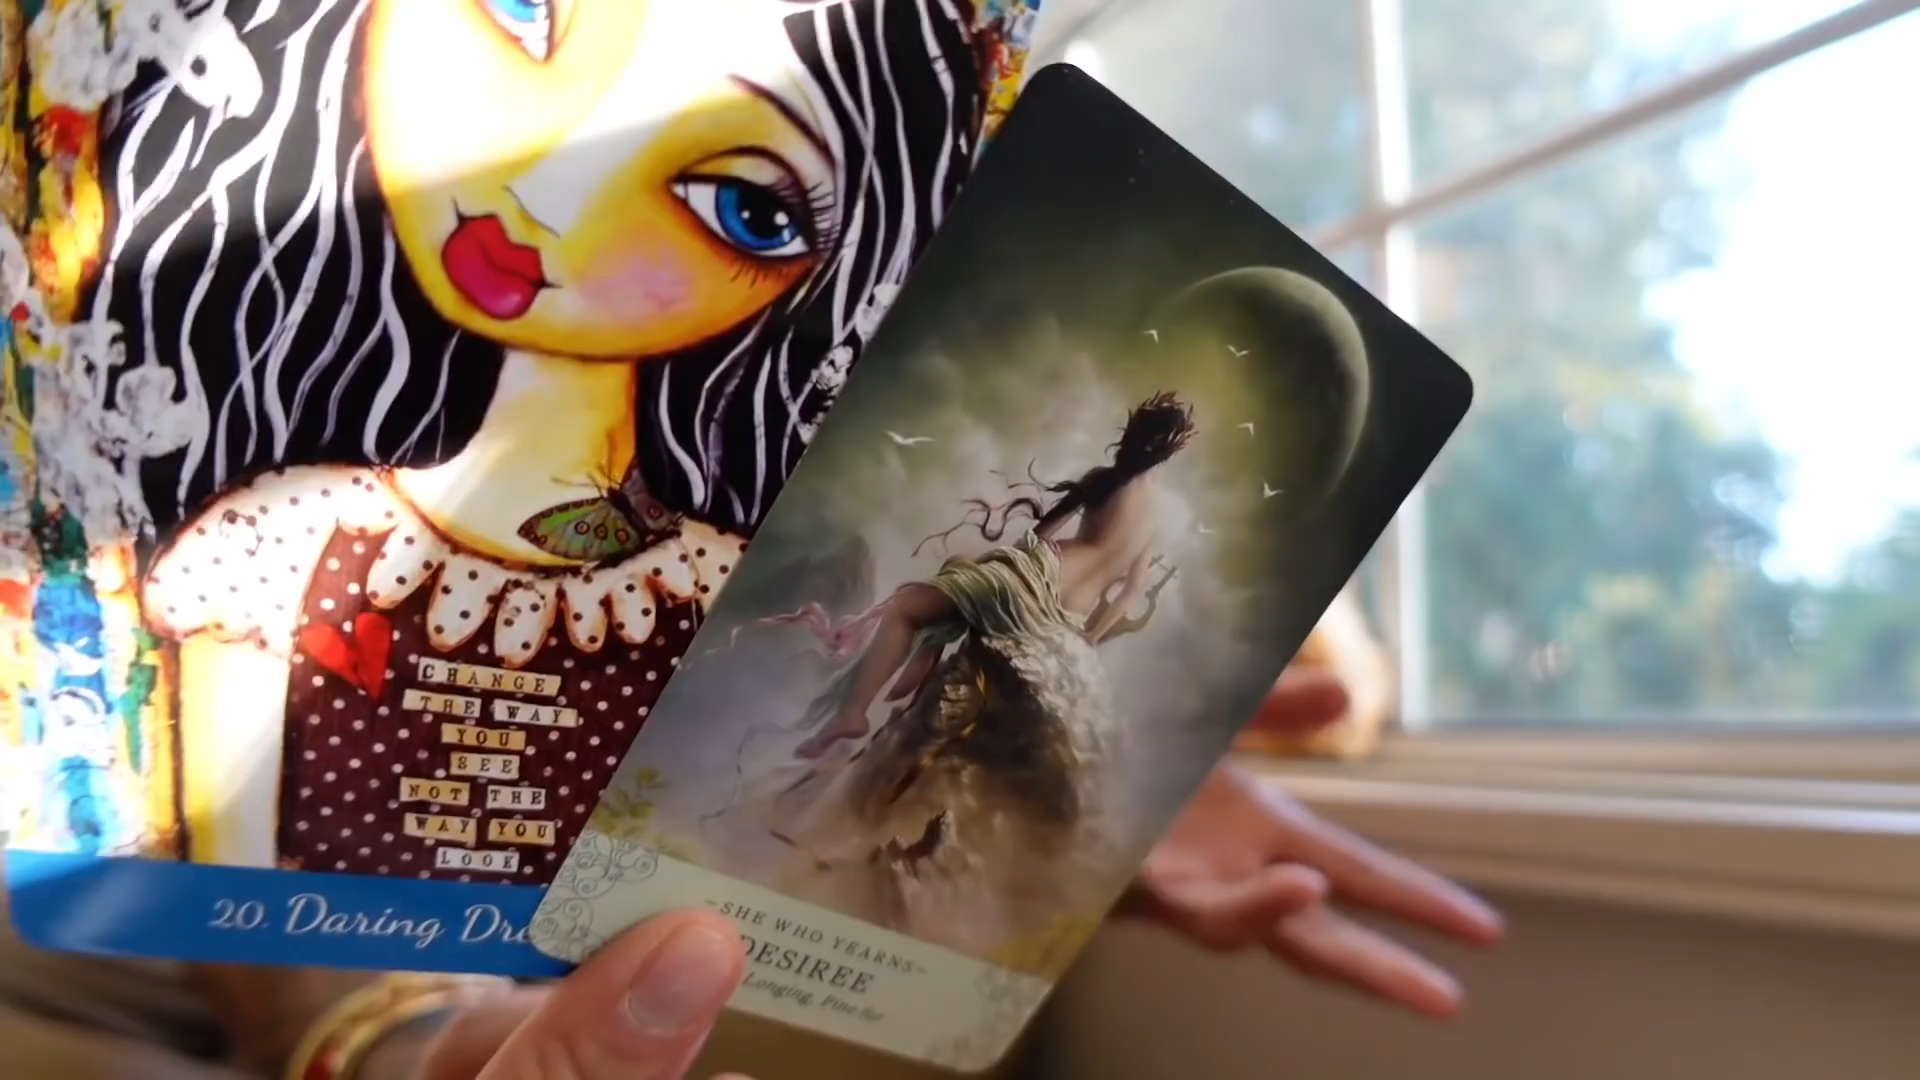 CHANGE
THE WAY
YOU
SEE
NOT THE
WAY YOU
LOOK
20. Daring Dre
~SHE WHO YEARNS~
DESIREE
Longing, Pine for